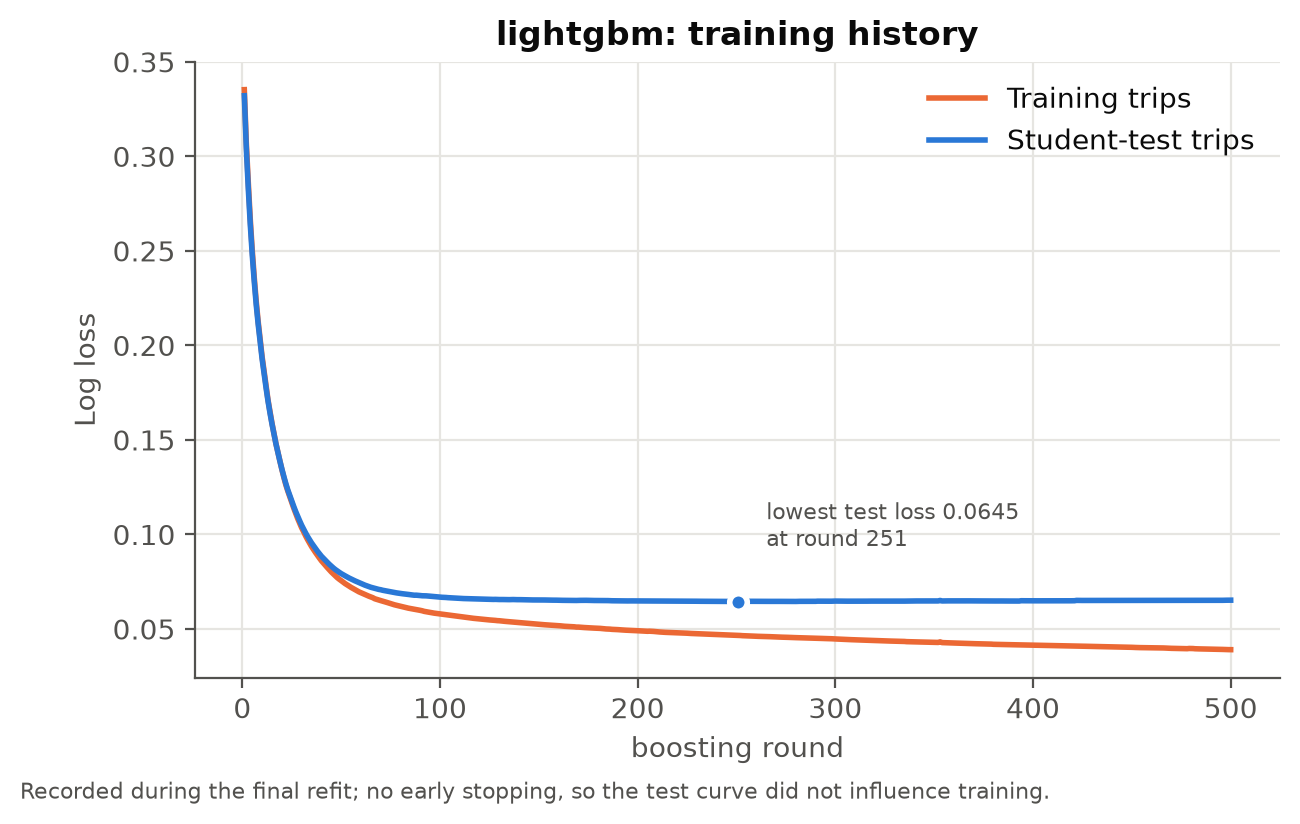 lightgbm: training history
0.35
0.30
0.25
0.20
0.15
0.10
0.05
Log loss
Training trips
Student-test trips
lowest test loss 0.0645
at round 251
0 100 200 300 400 500
boosting round
Recorded during the final refit; no early stopping, so the test curve did not influence training.